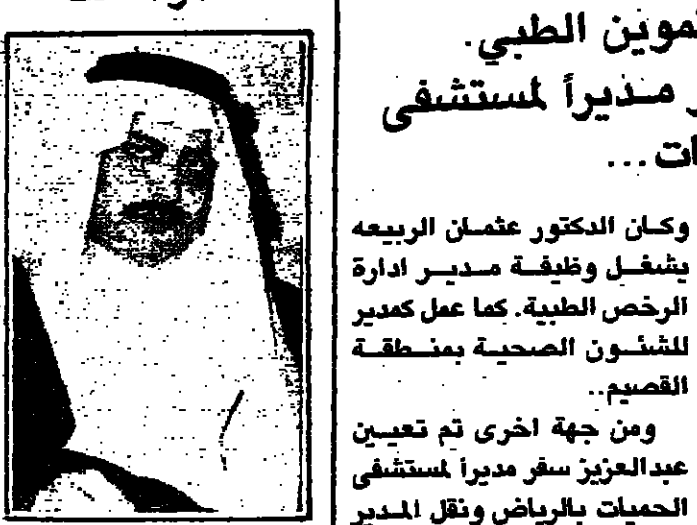 تموين الطبي.
مديراً لمستشفى
ات...
وكان الدكتور عثمان الربيعه
يشغل وظيفة مدير ادارة
الرخص الطبية. كما عمل كمدير
للشئون الصحية بمنطقة
القصيم..
ومن جهة اخرى تم تعيين
عبدالعزيز سفر مديراً لمستشفى
الحميات بالرياض ونقل المدير